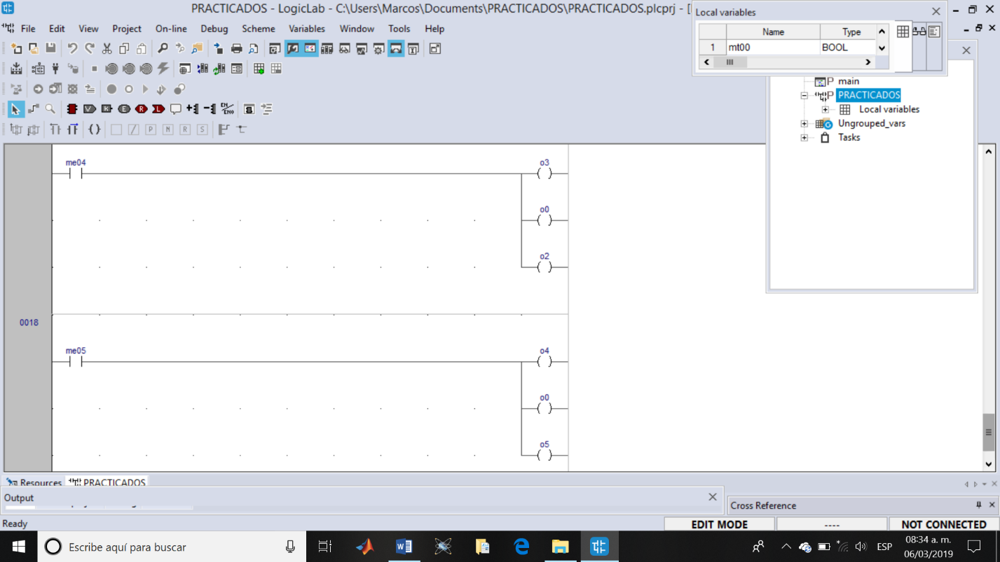 PRACTICADOS - LogicLab - C:\Users\Marcos\Documents\PRACTICADOS\PRACTICADOS.plcprj - [
File Edit View Project On-line Debug Scheme Variables Window Tools Help
Local variables
Name Type
1 mt00 BOOL
main
PRACTICADOS
Local variables
Ungrouped_vars
Tasks
me04 o3
o0
o2
0018
me05 o4
o0
o5
Resources PRACTICADOS
Output
Cross Reference
Ready EDIT MODE ---- NOT CONNECTED
Escribe aquí para buscar
ESP
08:34 a. m.
06/03/2019